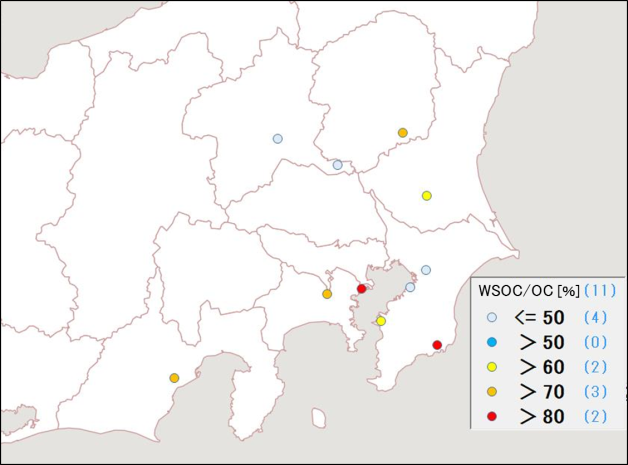 WSOC/OC [%] (11)
<= 50 (4)
> 50 (0)
> 60 (2)
> 70 (3)
> 80 (2)